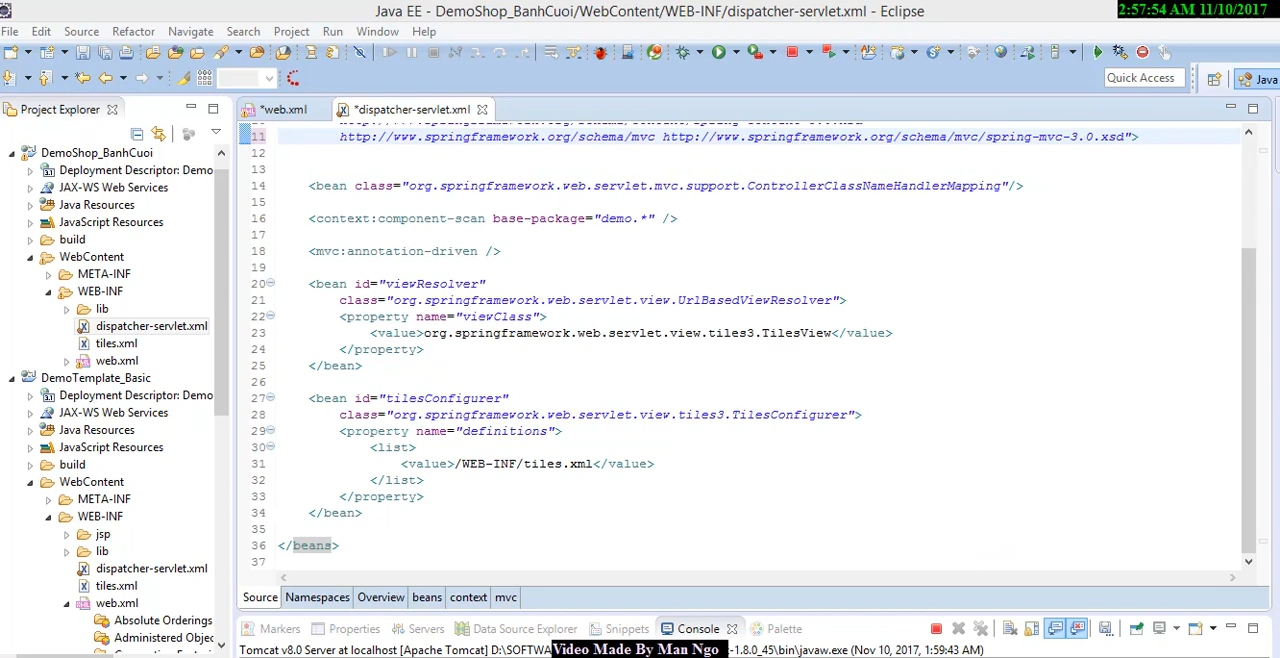 Java EE - DemoShop_BanhCuoi/WebContent/WEB-INF/dispatcher-servlet.xml - Eclipse
2:57:54 AM 11/10/2017
File Edit Source Refactor Navigate Search Project Run Window Help
Quick Access
Java
Project Explorer
*web.xml
*dispatcher-servlet.xml
DemoShop_BanhCuoi
Deployment Descriptor: Demo
JAX-WS Web Services
Java Resources
JavaScript Resources
build
WebContent
META-INF
WEB-INF
lib
dispatcher-servlet.xml
tiles.xml
web.xml
DemoTemplate_Basic
Deployment Descriptor: Demo
JAX-WS Web Services
Java Resources
JavaScript Resources
build
WebContent
META-INF
WEB-INF
jsp
lib
dispatcher-servlet.xml
tiles.xml
web.xml
Absolute Orderings
Administered Objec
11 http://www.springframework.org/schema/mvc http://www.springframework.org/schema/mvc/spring-mvc-3.0.xsd">
12
13
14 <bean class="org.springframework.web.servlet.mvc.support.ControllerClassNameHandlerMapping"/>
15
16 <context:component-scan base-package="demo.*" />
17
18 <mvc:annotation-driven />
19
20 <bean id="viewResolver"
21 class="org.springframework.web.servlet.view.UrlBasedViewResolver">
22 <property name="viewClass">
23 <value>org.springframework.web.servlet.view.tiles3.TilesView</value>
24 </property>
25 </bean>
26
27 <bean id="tilesConfigurer"
28 class="org.springframework.web.servlet.view.tiles3.TilesConfigurer">
29 <property name="definitions">
30 <list>
31 <value>/WEB-INF/tiles.xml</value>
32 </list>
33 </property>
34 </bean>
35
36 </beans>
37
Source Namespaces Overview beans context mvc
Markers Properties Servers Data Source Explorer Snippets Console Palette
Tomcat v8.0 Server at localhost [Apache Tomcat] D:\SOFTWA
-1.8.0_45\bin\javaw.exe (Nov 10, 2017, 1:59:43 AM)
Video Made By Man Ngo